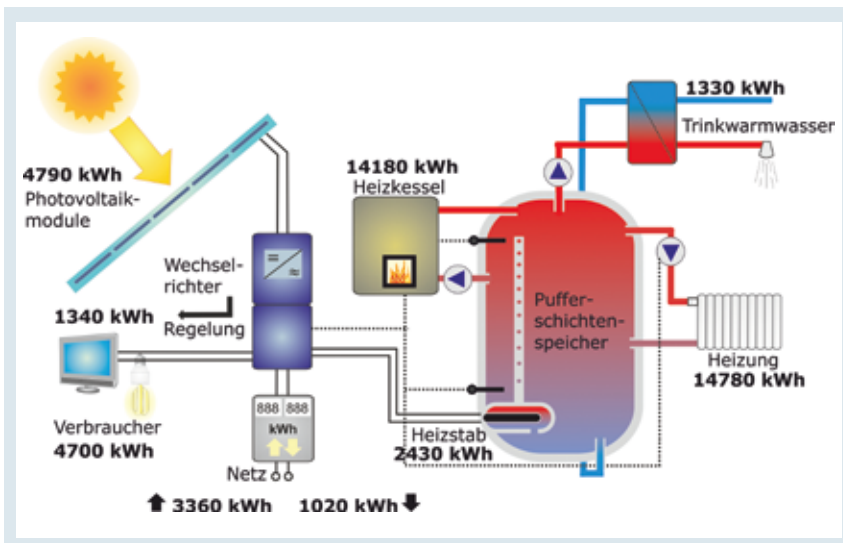 4790 kWh
Photovoltaik-
module
Wechsel-
richter
1340 kWh
Regelung
Verbraucher
4700 kWh
888 888
kWh
Netz
3360 kWh
1020 kWh
14180 kWh
Heizkessel
Heizstab
2430 kWh
Puffer-
schichten-
speicher
1330 kWh
Trinkwarmwasser
Heizung
14780 kWh